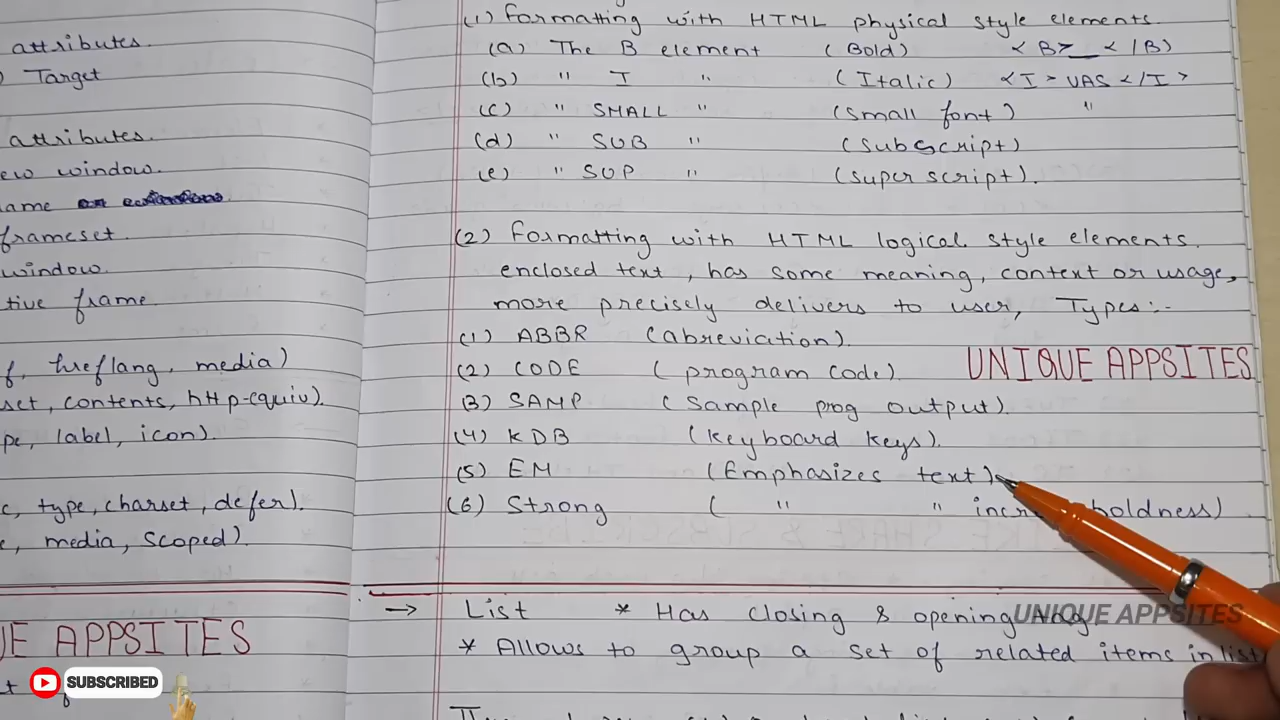 attributes.
Target
attributes.
ew window.
ame
frameset.
window.
tive frame.
f, hreflang, media)
set, contents, http-equiv).
pe, label, icon).
c, type, charset, defer).
e, media, scoped).
UE APPSITES
SUBSCRIBED
(1) Formatting with HTML physical style elements.
(a) The B element (Bold) <B> _ </B)
(b) " I " (Italic) <I> VAS </I>
(c) " SMALL " (Small font) "
(d) " SUB " (Subscript)
(e) " SUP " (Super script).
(2) Formatting with HTML logical style elements.
enclosed text, has some meaning, context or usage,
more precisely delivers to user, Types:-
(1) ABBR (abreviation).
UNIQUE APPSITES
(2) CODE (program code).
(3) SAMP (Sample prog output).
(4) KDB (Keyboard keys).
(5) EM (Emphasizes text)
(6) Strong ( " " boldness)
→ List * Has closing & opening
UNIQUE APPSITES
* Allows to group a set of related items in list